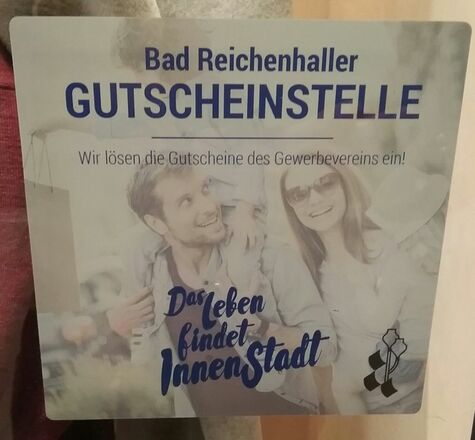 Bad Reichenhaller
GUTSCHEINSTELLE
Wir lösen die Gutscheine des Gewerbevereins ein!
Das Leben
findet
InnenStadt